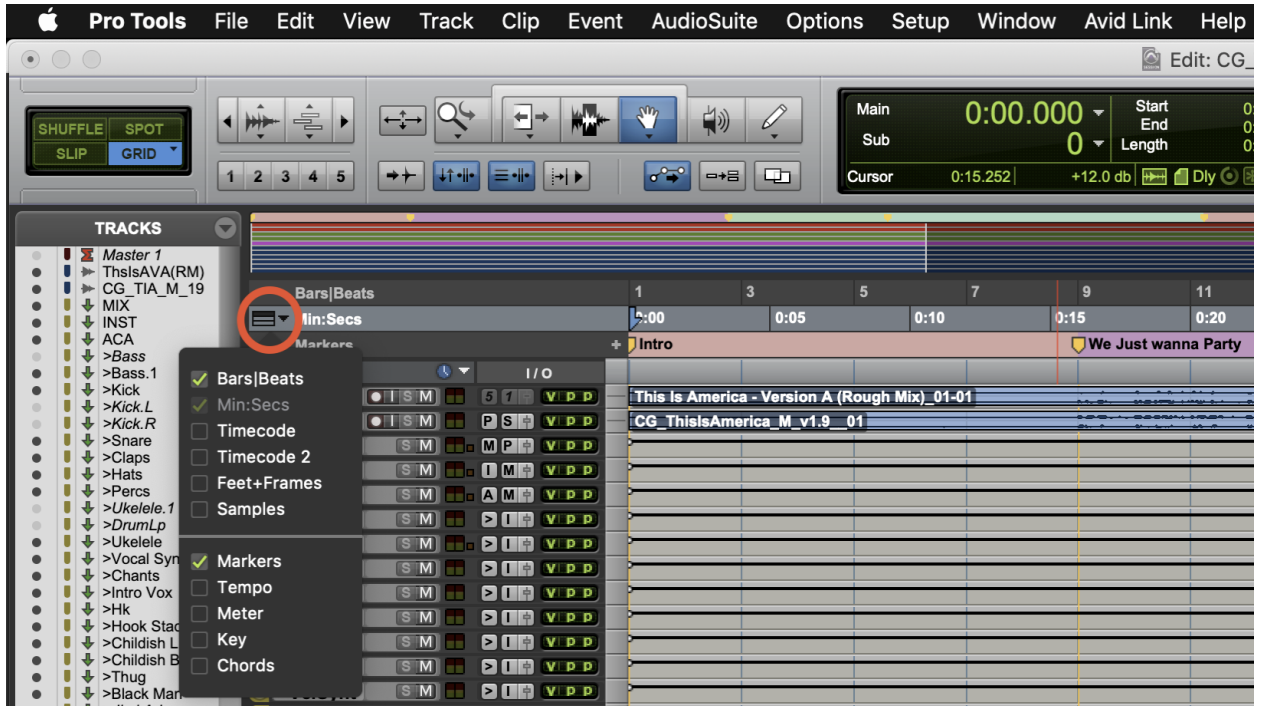 Pro Tools File Edit View Track Clip Event AudioSuite Options Setup Window Avid Link Help
Edit: CG_
SHUFFLE SPOT
SLIP GRID
1 2 3 4 5
Main 0:00.000
Sub 0
Start 0:
End 0:
Length 0:
Cursor 0:15.252 +12.0 db Dly
TRACKS
Master 1
ThsIsAVA(RM)
CG_TIA_M_19
MIX
INST
ACA
>Bass
>Bass.1
>Kick
>Kick.L
>Kick.R
>Snare
>Claps
>Hats
>Percs
>Ukelele.1
>DrumLp
>Ukelele
>Vocal Syn
>Chants
>Intro Vox
>Hk
>Hook Stac
>Childish L
>Childish B
>Thug
>Black Man
Bars|Beats 1 3 5 7 9 11
Min:Secs 0:00 0:05 0:10 0:15 0:20
Markers + Intro We Just wanna Party
Bars|Beats
Min:Secs
Timecode
Timecode 2
Feet+Frames
Samples
Markers
Tempo
Meter
Key
Chords
I/O
I S M 5 1 V P P This Is America - Version A (Rough Mix)_01-01
I S M P S V P P CG_ThisIsAmerica_M_v1.9__01
S M M P V P P
S M I M V P P
S M A M V P P
S M > I V P P
S M > I V P P
S M > I V P P
S M > I V P P
S M > I V P P
S M > I V P P
S M > I V P P
S M > I V P P